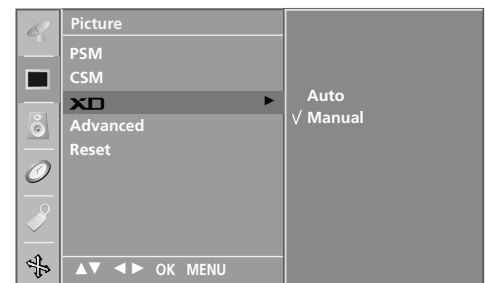 Picture
PSM
CSM
XD ►
Auto
√ Manual
Advanced
Reset
▲▼ ◄► OK MENU